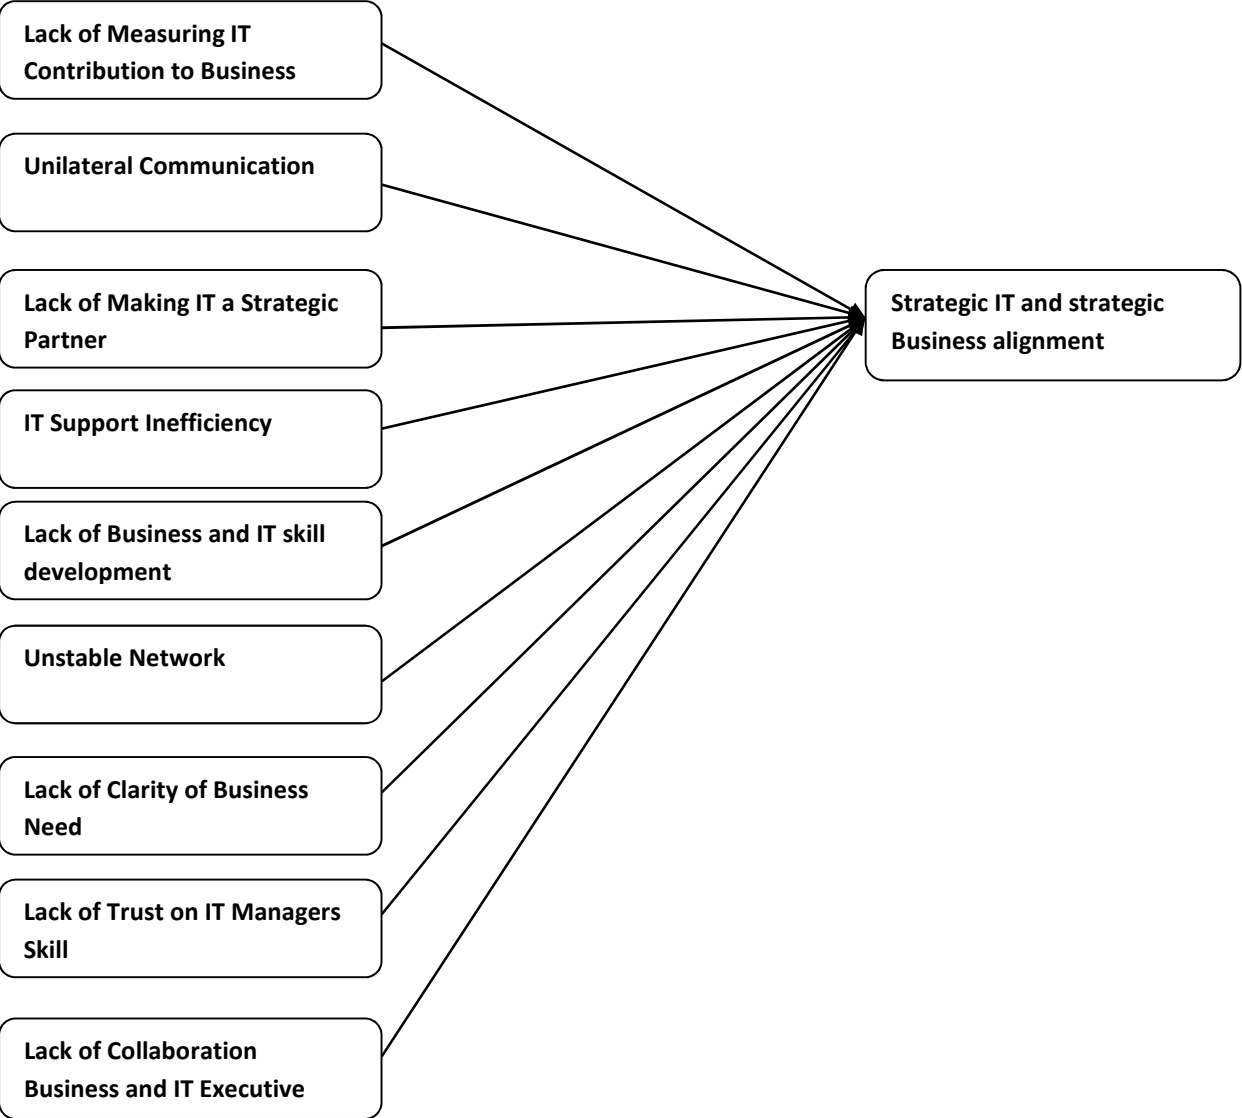 Lack of Measuring IT
Contribution to Business
Unilateral Communication
Lack of Making IT a Strategic
Partner
Strategic IT and strategic
Business alignment
IT Support Inefficiency
Lack of Business and IT skill
development
Unstable Network
Lack of Clarity of Business
Need
Lack of Trust on IT Managers
Skill
Lack of Collaboration
Business and IT Executive